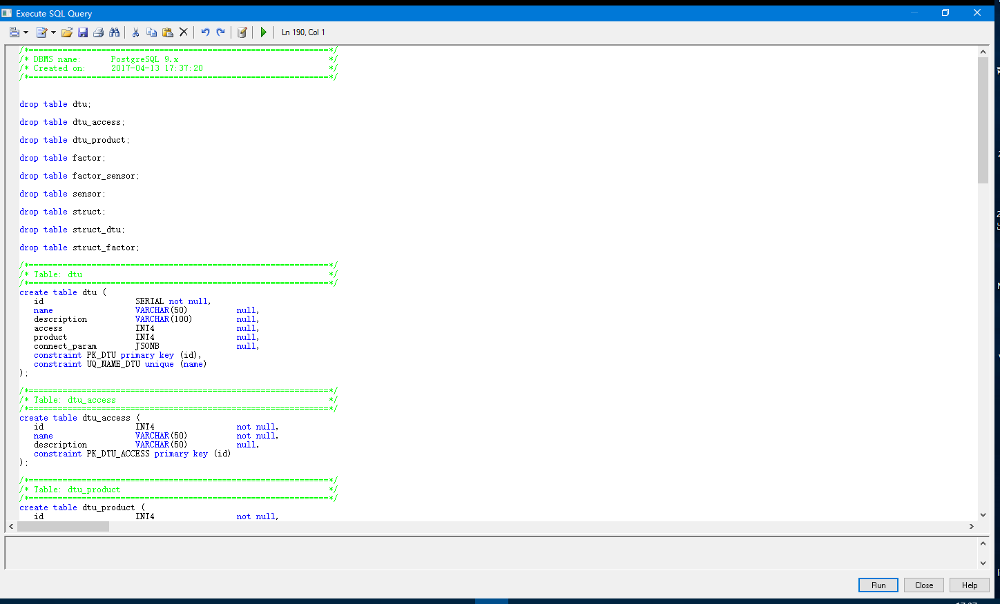 Execute SQL Query
Ln 190, Col 1
/*==============================================================*/
/* DBMS name:      PostgreSQL 9.x                               */
/* Created on:     2017-04-13 17:37:20                          */
/*==============================================================*/
drop table dtu;
drop table dtu_access;
drop table dtu_product;
drop table factor;
drop table factor_sensor;
drop table sensor;
drop table struct;
drop table struct_dtu;
drop table struct_factor;
/*==============================================================*/
/* Table: dtu                                                   */
/*==============================================================*/
create table dtu (
   id                   SERIAL not null,
   name                 VARCHAR(50)          null,
   description          VARCHAR(100)         null,
   access               INT4                 null,
   product              INT4                 null,
   connect_param        JSONB                null,
   constraint PK_DTU primary key (id),
   constraint UQ_NAME_DTU unique (name)
);
/*==============================================================*/
/* Table: dtu_access                                            */
/*==============================================================*/
create table dtu_access (
   id                   INT4                 not null,
   name                 VARCHAR(50)          not null,
   description          VARCHAR(50)          null,
   constraint PK_DTU_ACCESS primary key (id)
);
/*==============================================================*/
/* Table: dtu_product                                           */
/*==============================================================*/
create table dtu_product (
   id                   INT4                 not null,
Run Close Help